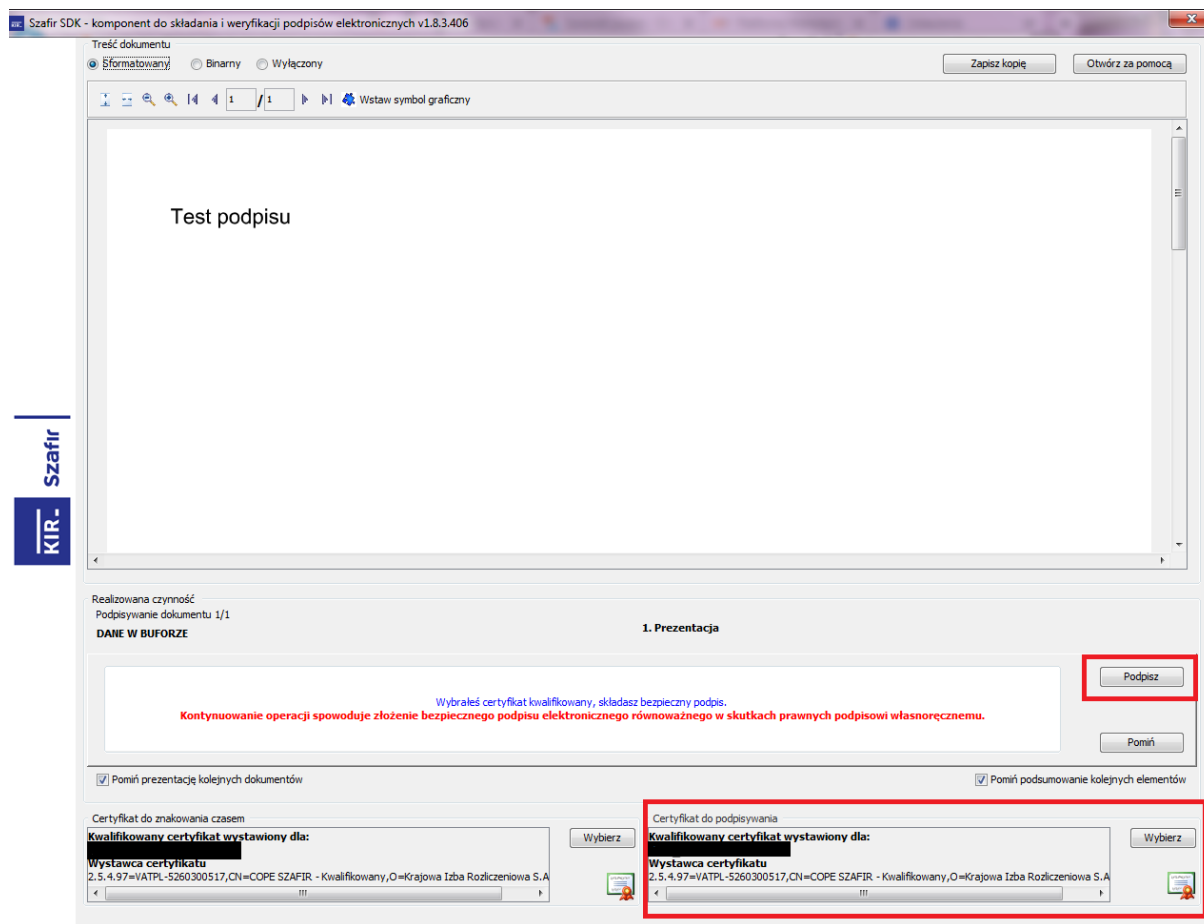 Szafir SDK - komponent do składania i weryfikacji podpisów elektronicznych v1.8.3.406
Treść dokumentu
Sformatowany Binarny Wyłączony Zapisz kopię Otwórz za pomocą
1 / 1 Wstaw symbol graficzny
Test podpisu
Szafir
KIR.
Realizowana czynność
Podpisywanie dokumentu 1/1
DANE W BUFORZE
1. Prezentacja
Podpisz
Wybrałeś certyfikat kwalifikowany, składasz bezpieczny podpis.
Kontynuowanie operacji spowoduje złożenie bezpiecznego podpisu elektronicznego równoważnego w skutkach prawnych podpisowi własnoręcznemu.
Pomiń
Pomiń prezentację kolejnych dokumentów Pomiń podsumowanie kolejnych elementów
Certyfikat do znakowania czasem
Kwalifikowany certyfikat wystawiony dla:
Wybierz
Wystawca certyfikatu
2.5.4.97=VATPL-5260300517,CN=COPE SZAFIR - Kwalifikowany,O=Krajowa Izba Rozliczeniowa S.A
Certyfikat do podpisywania
Kwalifikowany certyfikat wystawiony dla:
Wybierz
Wystawca certyfikatu
2.5.4.97=VATPL-5260300517,CN=COPE SZAFIR - Kwalifikowany,O=Krajowa Izba Rozliczeniowa S.A